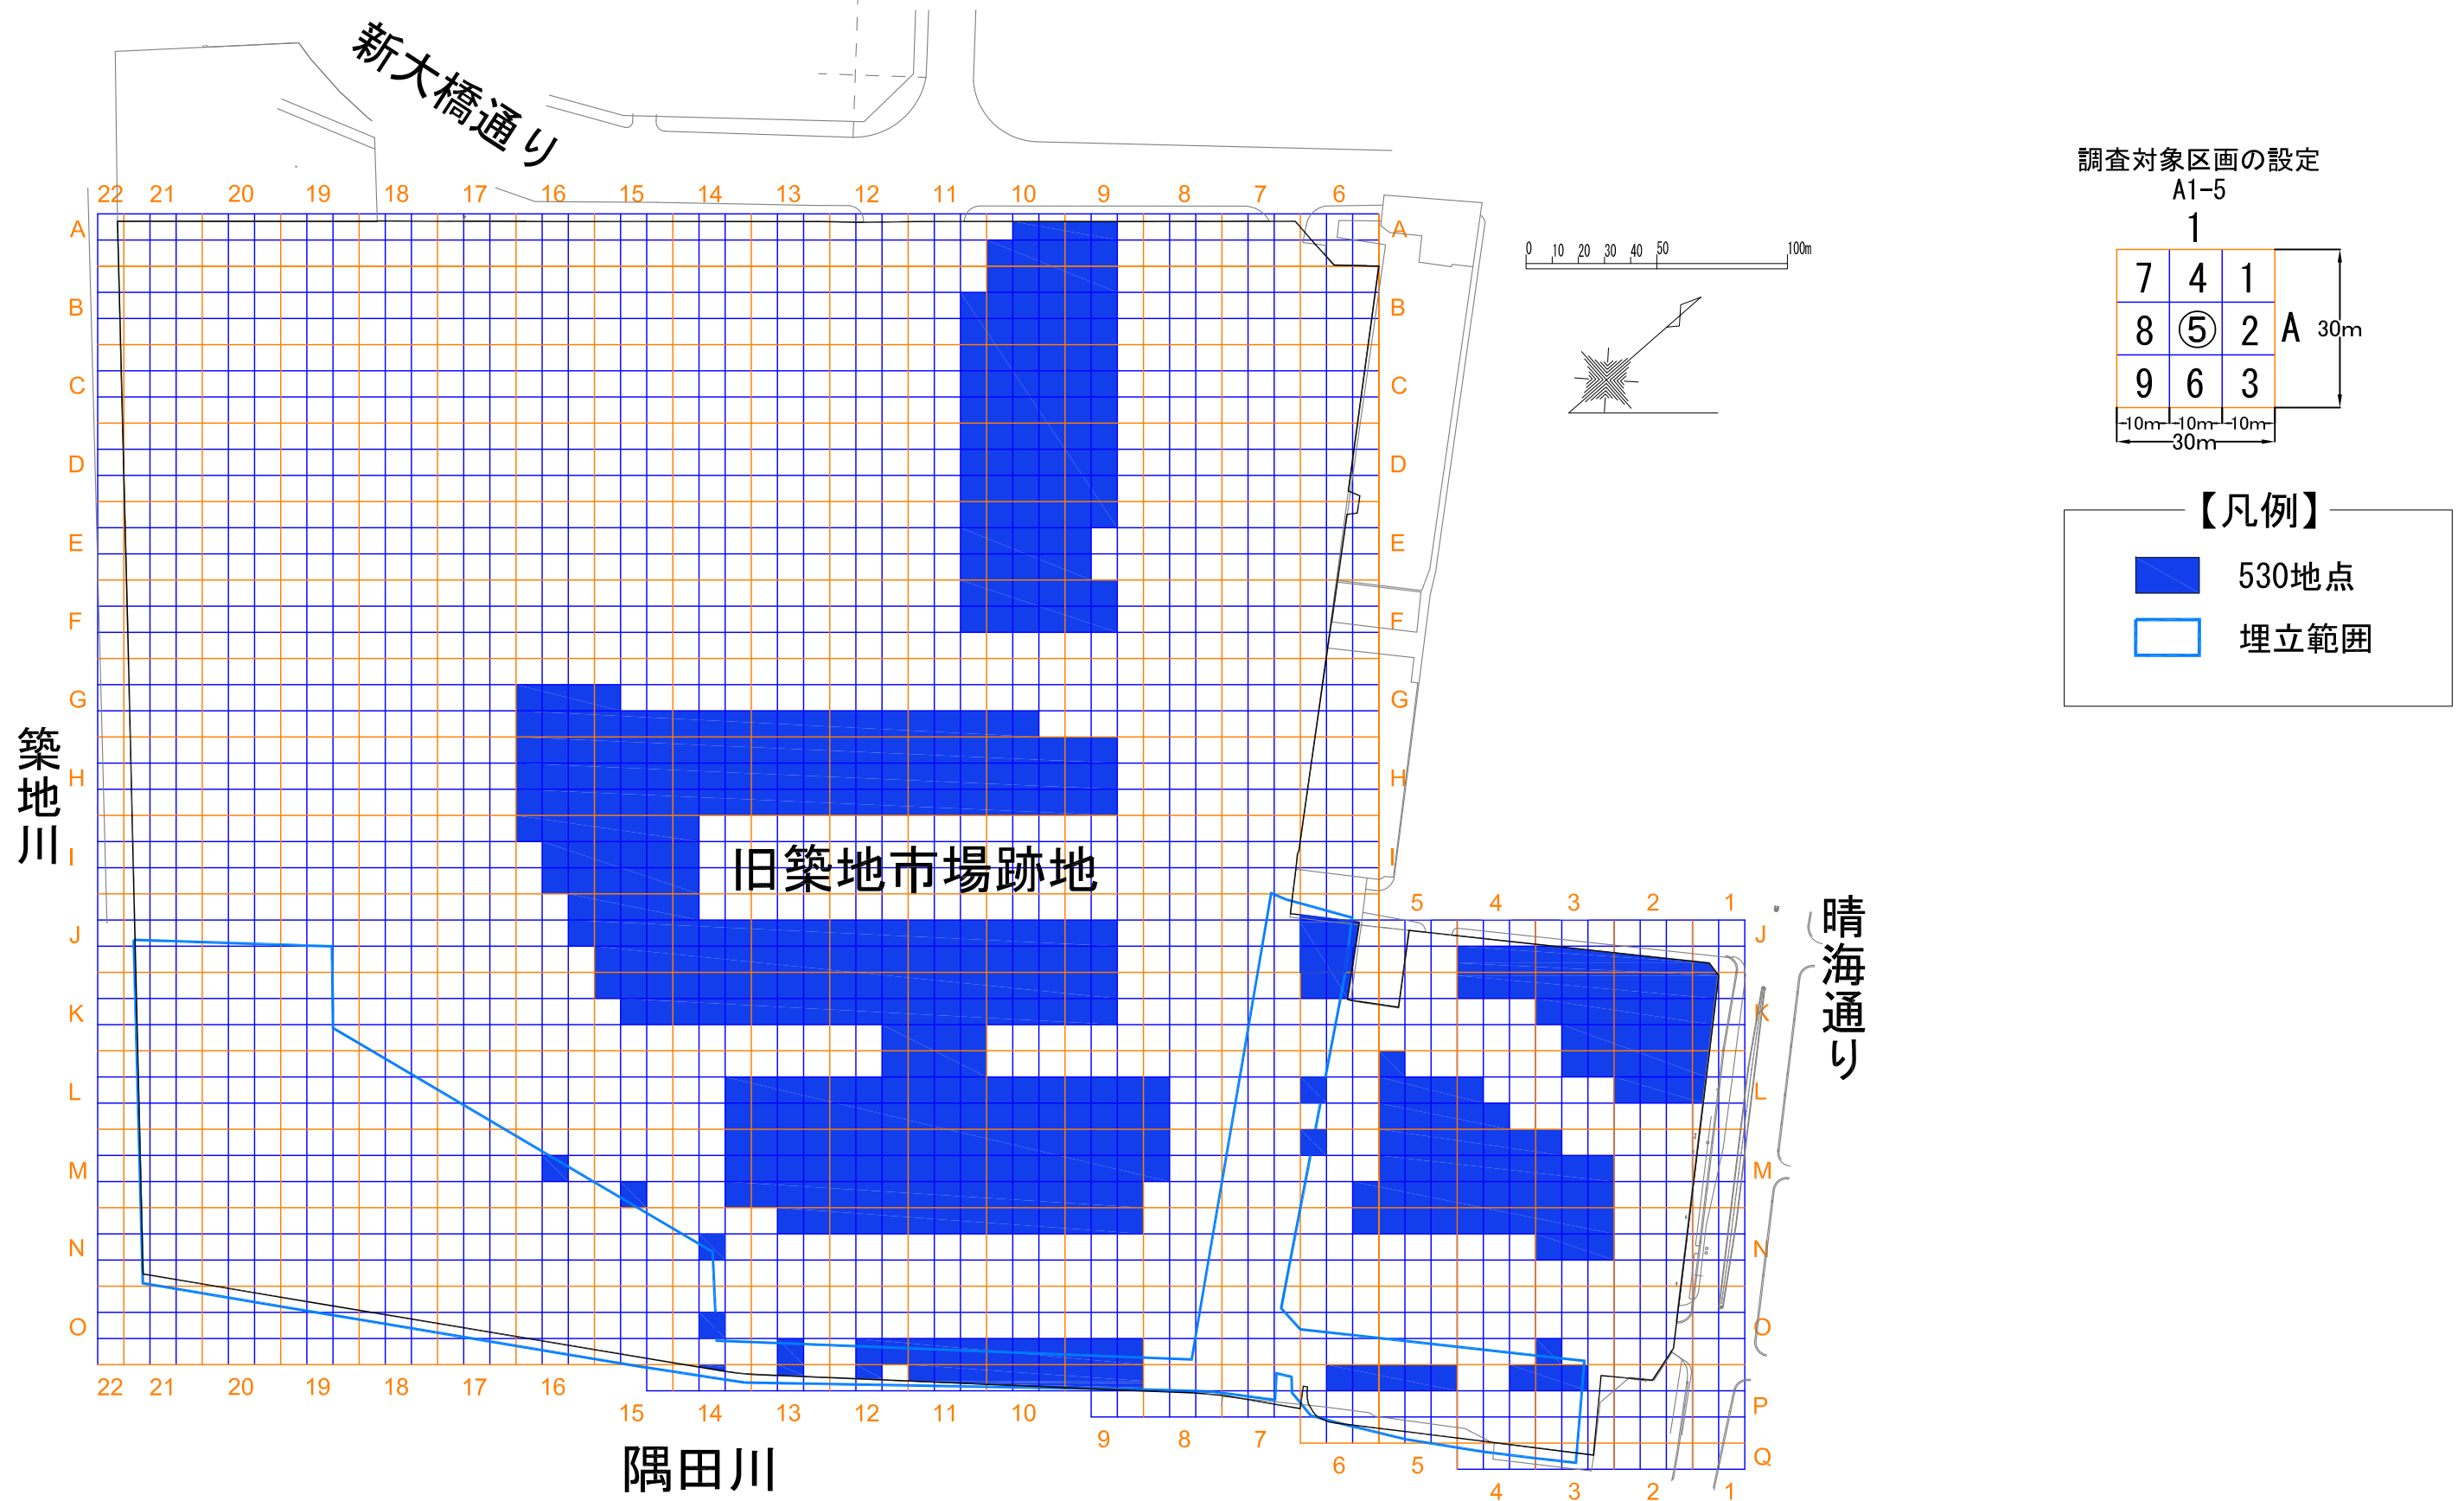 新大橋通り
22 21 20 19 18 17 16 15 14 13 12 11 10 9 8 7 6
A A
B B
C C
D D
E E
F F
G G
H H
I I
旧築地市場跡地
築地川
5 4 3 2 1
J J
K K
L L
M M
N N
O O
P
Q
22 21 20 19 18 17 16
15 14 13 12 11 10
9 8 7
6 5
4 3 2 1
隅田川
晴海通り
0 10 20 30 40 50 100m
調査対象区画の設定
A1-5
1
7 4 1
8 ⑤ 2 A 30m
9 6 3
10m 10m 10m
30m
【凡例】
530地点
埋立範囲